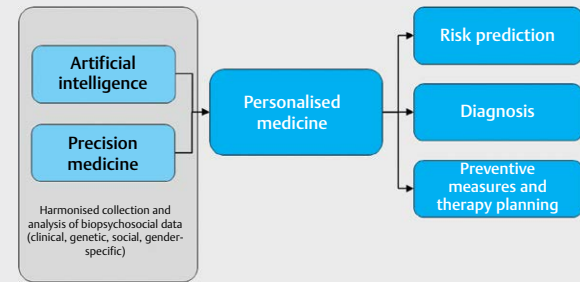 Artificial
intelligence
Precision
medicine
Harmonised collection and
analysis of biopsychosocial data
(clinical, genetic, social, gender-
specific)
Personalised
medicine
Risk prediction
Diagnosis
Preventive
measures and
therapy planning